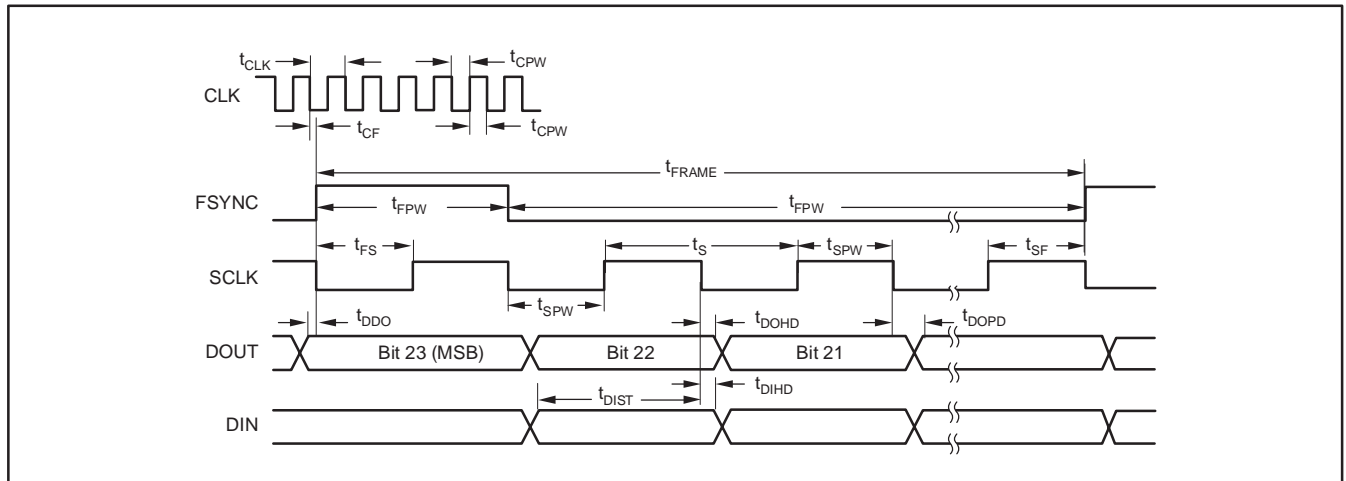 tCLK
tCPW
CLK
tCF
tCPW
tFRAME
FSYNC
tFPW
tFPW
tFS
tS
tSPW
tSF
SCLK
tSPW
tDDO
tDOHD
tDOPD
DOUT
Bit 23 (MSB)
Bit 22
Bit 21
tDIST
tDIHD
DIN